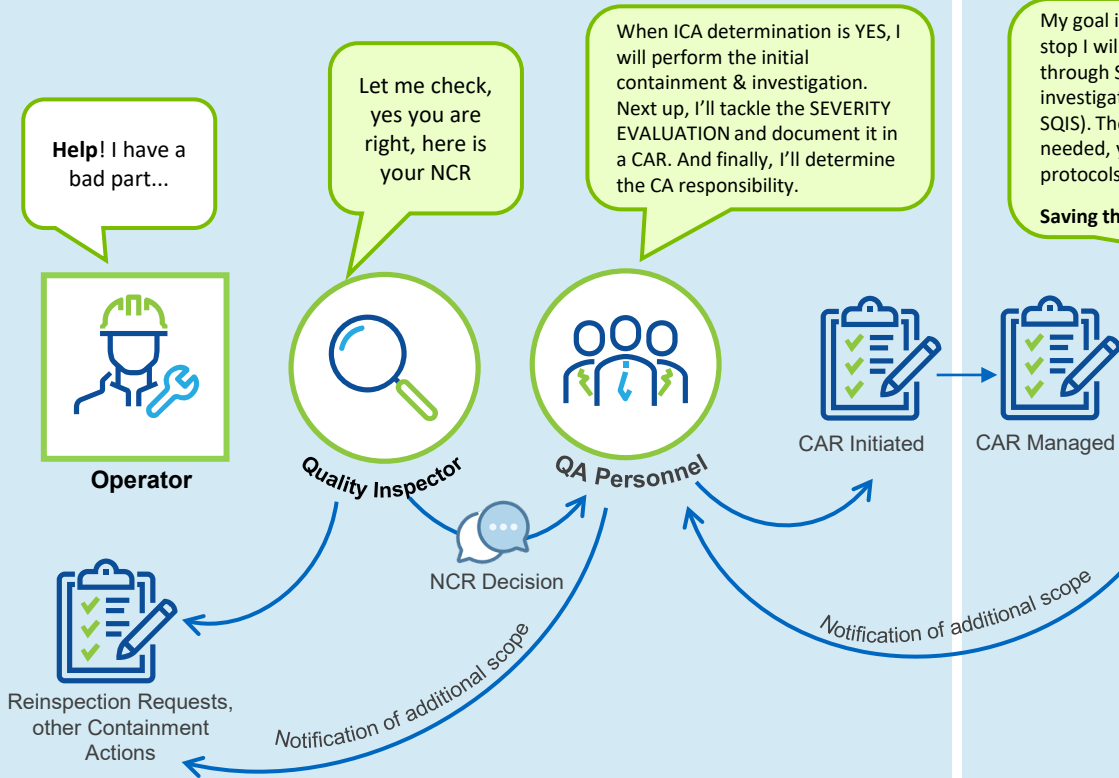 Help! I have a
bad part...
Let me check,
yes you are
right, here is
your NCR
When ICA determination is YES, I
will perform the initial
containment & investigation.
Next up, I’ll tackle the SEVERITY
EVALUATION and document it in
a CAR. And finally, I’ll determine
the CA responsibility.
My goal i
stop I wil
through S
investigat
SQIS). The
needed, y
protocols
Saving th
Operator
Quality Inspector
QA Personnel
CAR Initiated
CAR Managed
NCR Decision
Reinspection Requests,
other Containment
Actions
Notification of additional scope
Notification of additional scope